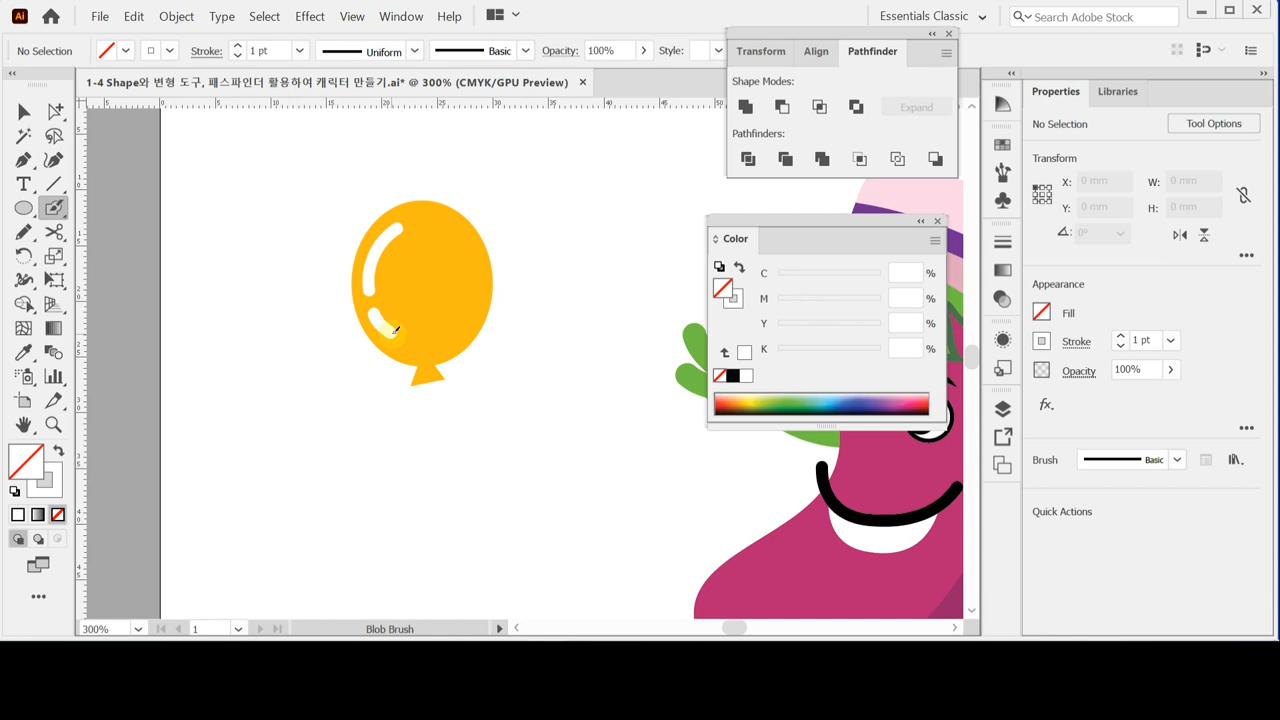 Ai File Edit Object Type Select Effect View Window Help Essentials Classic Search Adobe Stock
No Selection Stroke: 1 pt Uniform Basic Opacity: 100% Style:
1-4 Shape와 변형 도구, 패스파인더 활용하여 캐릭터 만들기.ai* @ 300% (CMYK/GPU Preview)
Transform Align Pathfinder
Shape Modes:
Expand
Pathfinders:
Color
C %
M %
Y %
K %
Properties Libraries
No Selection Tool Options
Transform
X: 0 mm W: 0 mm
Y: 0 mm H: 0 mm
0°
Appearance
Fill
Stroke 1 pt
Opacity 100%
fx
Brush Basic
Quick Actions
300% 1 Blob Brush